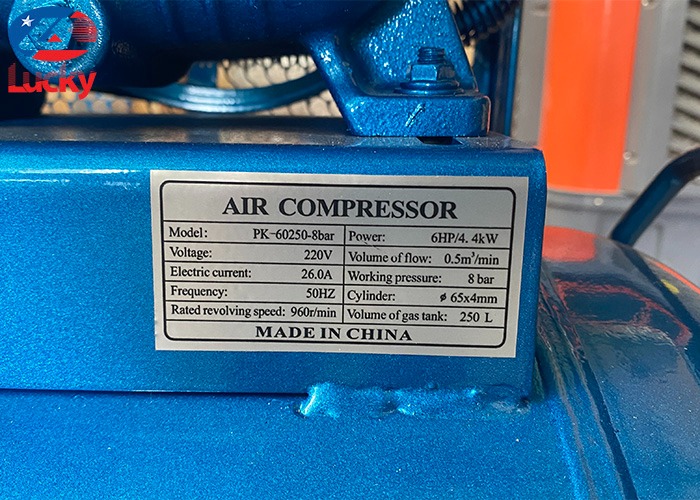 Lucky
AIR COMPRESSOR
Model: PK-60250-8bar Power: 6HP/4. 4kW
Voltage: 220V Volume of flow: 0.5m³/min
Electric current: 26.0A Working pressure: 8 bar
Frequency: 50HZ Cylinder: ø 65x4mm
Rated revolving speed: 960r/min Volume of gas tank: 250 L
MADE IN CHINA